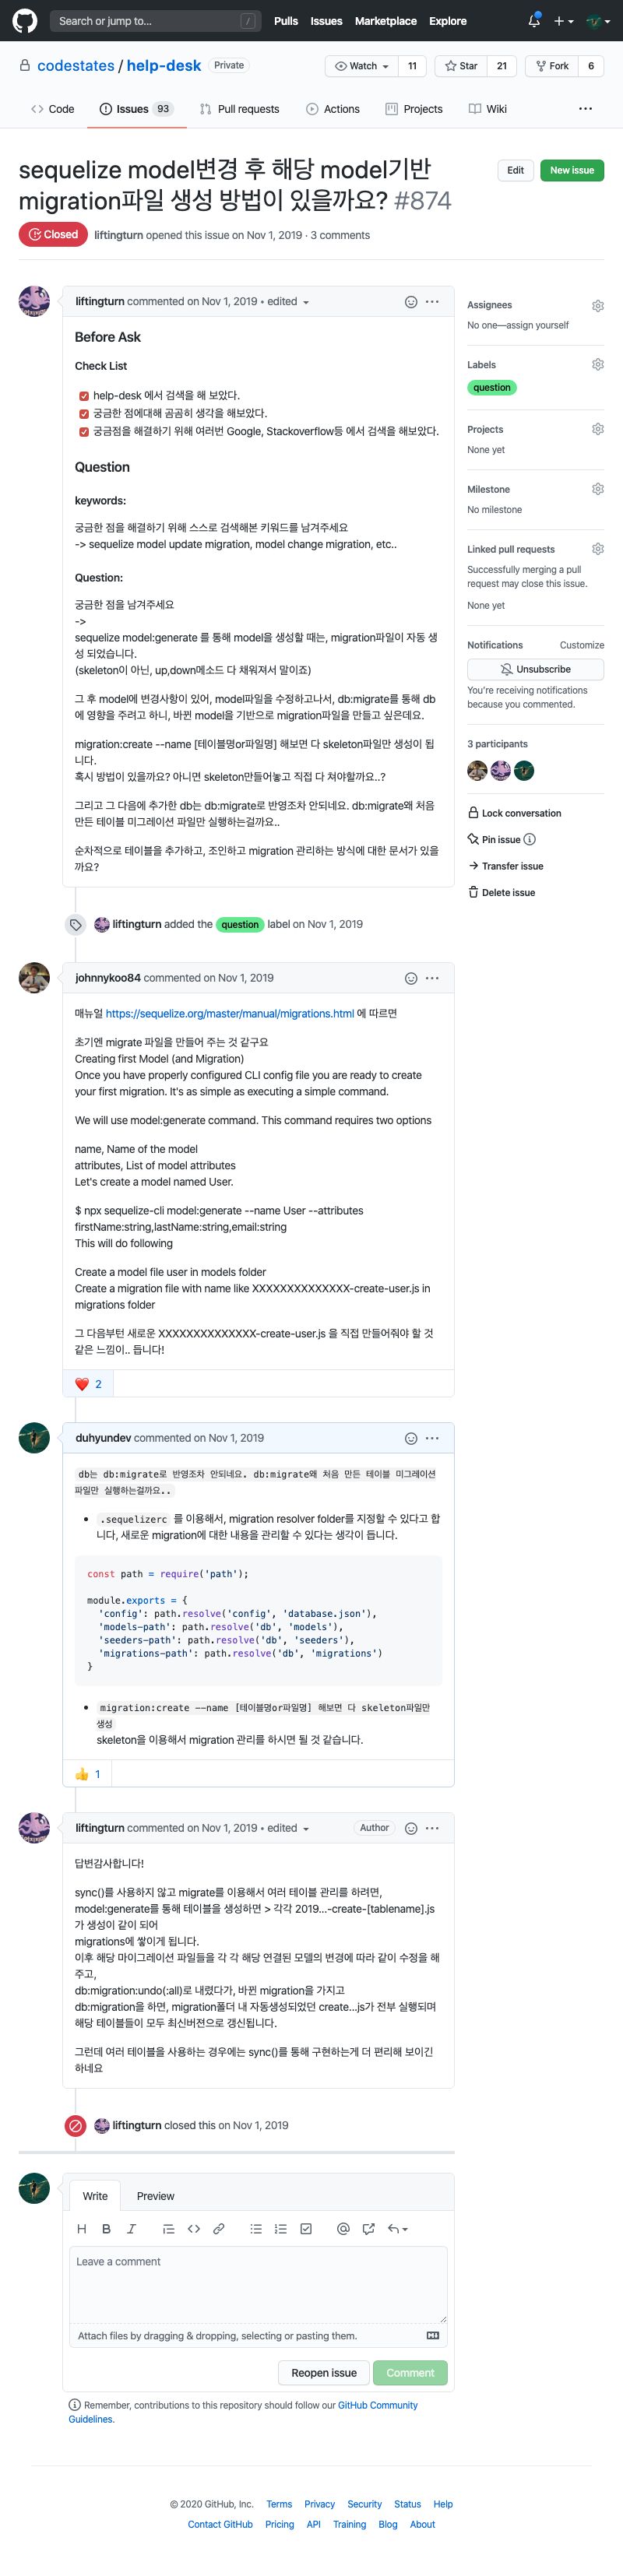 Search or jump to...
/
Pulls
Issues
Marketplace
Explore
codestates / help-desk
Private
Watch
11
Star
21
Fork
6
Code
Issues 93
Pull requests
Actions
Projects
Wiki
sequelize model변경 후 해당 model기반
migration파일 생성 방법이 있을까요? #874
Edit
New issue
Closed
liftingturn opened this issue on Nov 1, 2019 · 3 comments
liftingturn commented on Nov 1, 2019 • edited
Before Ask
Check List
help-desk 에서 검색을 해 보았다.
궁금한 점에대해 곰곰히 생각을 해보았다.
궁금점을 해결하기 위해 여러번 Google, Stackoverflow등 에서 검색을 해보았다.
Question
keywords:
궁금한 점을 해결하기 위해 스스로 검색해본 키워드를 남겨주세요
-> sequelize model update migration, model change migration, etc..
Question:
궁금한 점을 남겨주세요
->
sequelize model:generate 를 통해 model을 생성할 때는, migration파일이 자동 생
성 되었습니다.
(skeleton이 아닌, up,down메소드 다 채워져서 말이죠)
그 후 model에 변경사항이 있어, model파일을 수정하고나서, db:migrate를 통해 db
에 영향을 주려고 하니, 바뀐 model을 기반으로 migration파일을 만들고 싶은데요.
migration:create --name [테이블명or파일명] 해보면 다 skeleton파일만 생성이 됩
니다.
혹시 방법이 있을까요? 아니면 skeleton만들어놓고 직접 다 쳐야할까요..?
그리고 그 다음에 추가한 db는 db:migrate로 반영조차 안되네요. db:migrate왜 처음
만든 테이블 미그레이션 파일만 실행하는걸까요..
순차적으로 테이블을 추가하고, 조인하고 migration 관리하는 방식에 대한 문서가 있을
까요?
Assignees
No one—assign yourself
Labels
question
Projects
None yet
Milestone
No milestone
Linked pull requests
Successfully merging a pull
request may close this issue.
None yet
Notifications
Customize
Unsubscribe
You're receiving notifications
because you commented.
3 participants
Lock conversation
Pin issue
Transfer issue
Delete issue
liftingturn added the question label on Nov 1, 2019
johnnykoo84 commented on Nov 1, 2019
매뉴얼 https://sequelize.org/master/manual/migrations.html 에 따르면
초기엔 migrate 파일을 만들어 주는 것 같구요
Creating first Model (and Migration)
Once you have properly configured CLI config file you are ready to create
your first migration. It's as simple as executing a simple command.
We will use model:generate command. This command requires two options
name, Name of the model
attributes, List of model attributes
Let's create a model named User.
$ npx sequelize-cli model:generate --name User --attributes
firstName:string,lastName:string,email:string
This will do following
Create a model file user in models folder
Create a migration file with name like XXXXXXXXXXXXXX-create-user.js in
migrations folder
그 다음부턴 새로운 XXXXXXXXXXXXXX-create-user.js 을 직접 만들어줘야 할 것
같은 느낌이.. 듭니다!
2
duhyundev commented on Nov 1, 2019
db는 db:migrate로 반영조차 안되네요. db:migrate왜 처음 만든 테이블 미그레이션
파일만 실행하는걸까요..
.sequelizerc 를 이용해서, migration resolver folder를 지정할 수 있다고 합
니다, 새로운 migration에 대한 내용을 관리할 수 있다는 생각이 듭니다.
const path = require('path');
module.exports = {
'config': path.resolve('config', 'database.json'),
'models-path': path.resolve('db', 'models'),
'seeders-path': path.resolve('db', 'seeders'),
'migrations-path': path.resolve('db', 'migrations')
}
migration:create --name [테이블명or파일명] 해보면 다 skeleton파일만
생성
skeleton을 이용해서 migration 관리를 하시면 될 것 같습니다.
1
liftingturn commented on Nov 1, 2019 • edited
Author
답변감사합니다!
sync()를 사용하지 않고 migrate를 이용해서 여러 테이블 관리를 하려면,
model:generate를 통해 테이블을 생성하면 > 각각 2019...-create-[tablename].js
가 생성이 같이 되어
migrations에 쌓이게 됩니다.
이후 해당 마이그레이션 파일들을 각 각 해당 연결된 모델의 변경에 따라 같이 수정을 해
주고,
db:migration:undo(:all)로 내렸다가, 바뀐 migration을 가지고
db:migration을 하면, migration폴더 내 자동생성되었던 create...js가 전부 실행되며
해당 테이블들이 모두 최신버젼으로 갱신됩니다.
그런데 여러 테이블을 사용하는 경우에는 sync()를 통해 구현하는게 더 편리해 보이긴
하네요
liftingturn closed this on Nov 1, 2019
Write
Preview
Leave a comment
Attach files by dragging & dropping, selecting or pasting them.
Reopen issue
Comment
Remember, contributions to this repository should follow our GitHub Community
Guidelines.
© 2020 GitHub, Inc.
Terms
Privacy
Security
Status
Help
Contact GitHub
Pricing
API
Training
Blog
About